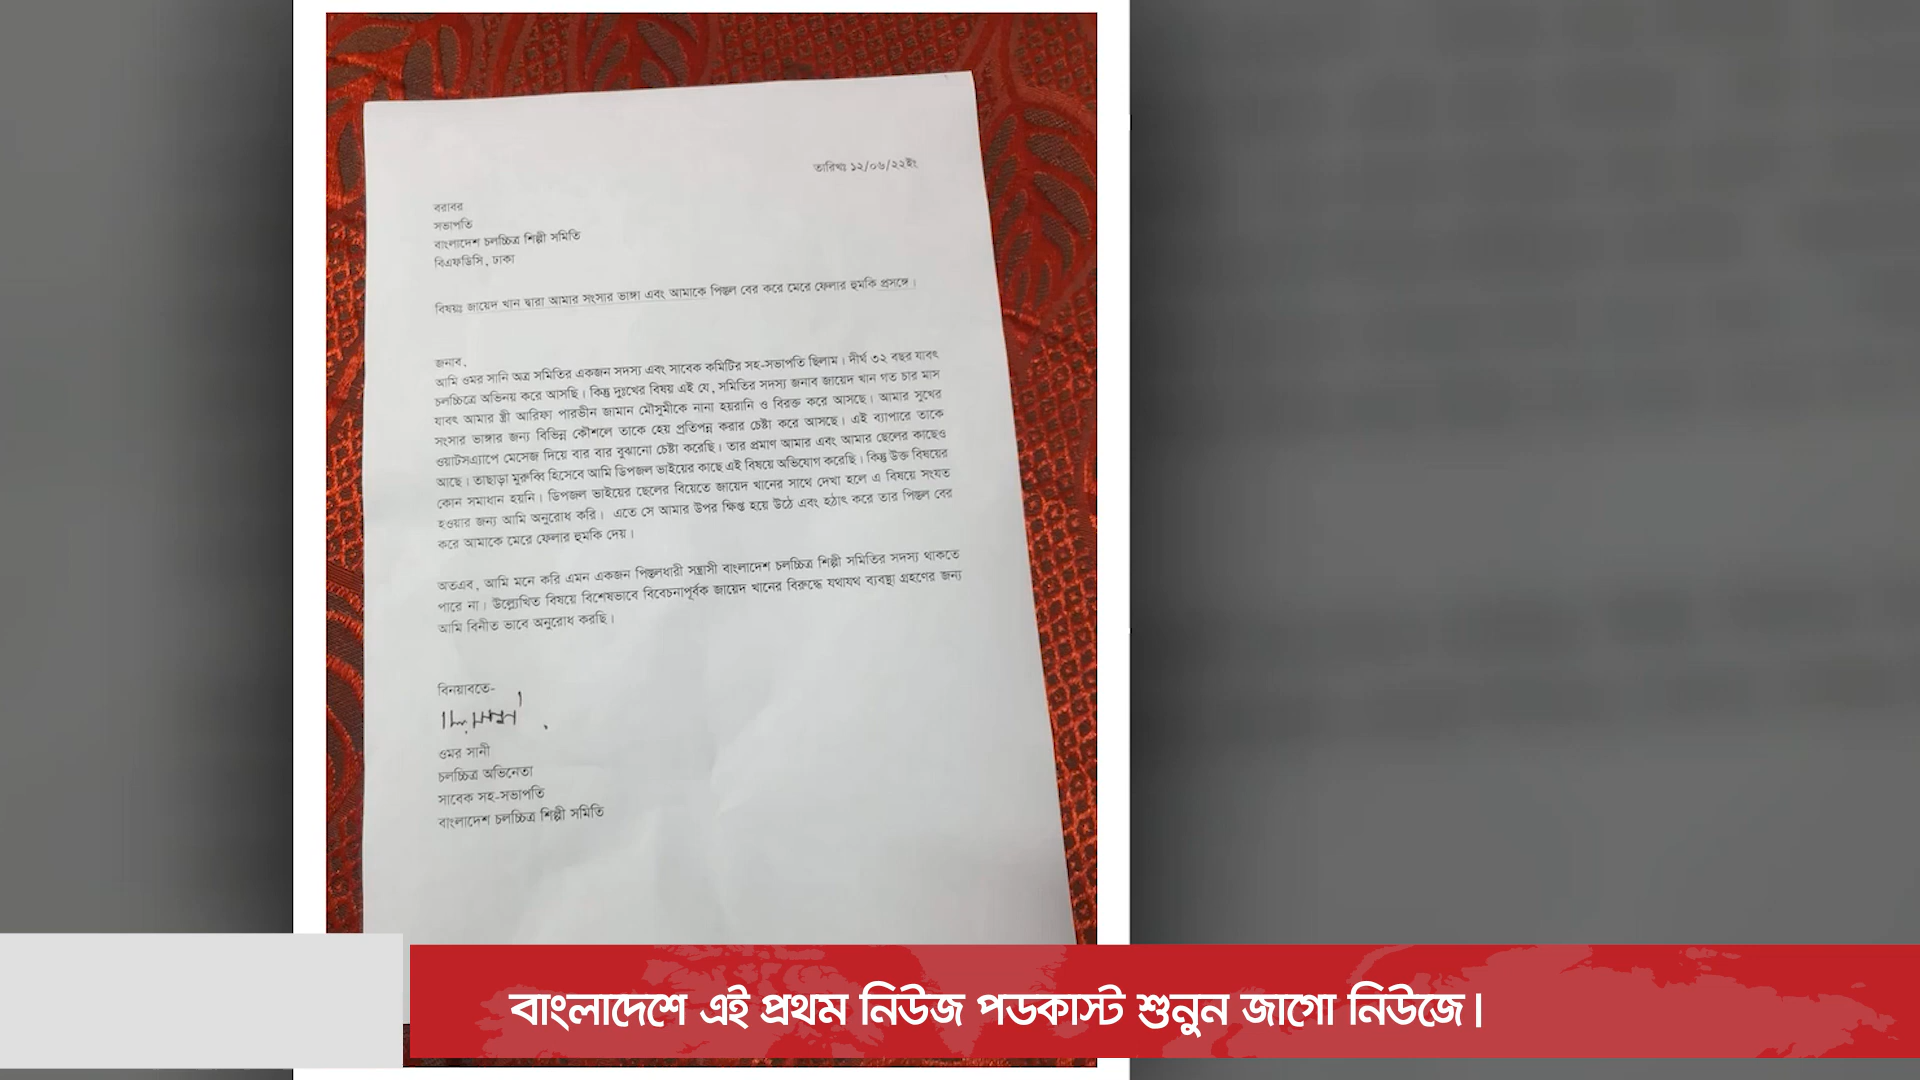 তারিখঃ ১২/০৬/২২ইং
বরাবর
সভাপতি
বাংলাদেশ চলচ্চিত্র শিল্পী সমিতি
বিএফডিসি, ঢাকা
বিষয়ঃ জায়েদ খান দ্বারা আমার সংসার ভাঙ্গা এবং আমাকে পিস্তল বের করে মেরে ফেলার হুমকি প্রসঙ্গে।
জনাব,
আমি ওমর সানি অত্র সমিতির একজন সদস্য এবং সাবেক কমিটির সহ-সভাপতি ছিলাম। দীর্ঘ ৩২ বছর যাবৎ
চলচ্চিত্রে অভিনয় করে আসছি। কিন্তু দুঃখের বিষয় এই যে, সমিতির সদস্য জনাব জায়েদ খান গত চার মাস
যাবৎ আমার স্ত্রী আরিফা পারভীন জামান মৌসুমীকে নানা হয়রানি ও বিরক্ত করে আসছে। আমার সুখের
সংসার ভাঙ্গার জন্য বিভিন্ন কৌশলে তাকে হেয় প্রতিপন্ন করার চেষ্টা করে আসছে। এই ব্যাপারে তাকে
ওয়াটসএ্যাপে মেসেজ দিয়ে বার বার বুঝানো চেষ্টা করেছি। তার প্রমাণ আমার এবং আমার ছেলের কাছেও
আছে। তাছাড়া মুরুব্বি হিসেবে আমি ডিপজল ভাইয়ের কাছে এই বিষয়ে অভিযোগ করেছি। কিন্তু উক্ত বিষয়ের
কোন সমাধান হয়নি। ডিপজল ভাইয়ের ছেলের বিয়েতে জায়েদ খানের সাথে দেখা হলে এ বিষয়ে সংযত
হওয়ার জন্য আমি অনুরোধ করি। এতে সে আমার উপর ক্ষিপ্ত হয়ে উঠে এবং হঠাৎ করে তার পিস্তল বের
করে আমাকে মেরে ফেলার হুমকি দেয়।
অতএব, আমি মনে করি এমন একজন পিস্তলধারী সন্ত্রাসী বাংলাদেশ চলচ্চিত্র শিল্পী সমিতির সদস্য থাকতে
পারে না। উল্ল্যেখিত বিষয়ে বিশেষভাবে বিবেচনাপূর্বক জায়েদ খানের বিরুদ্ধে যথাযথ ব্যবস্থা গ্রহণের জন্য
আমি বিনীত ভাবে অনুরোধ করছি।
বিনয়াবতে-
ওমর সানী
চলচ্চিত্র অভিনেতা
সাবেক সহ-সভাপতি
বাংলাদেশ চলচ্চিত্র শিল্পী সমিতি
বাংলাদেশে এই প্রথম নিউজ পডকাস্ট শুনুন জাগো নিউজে।